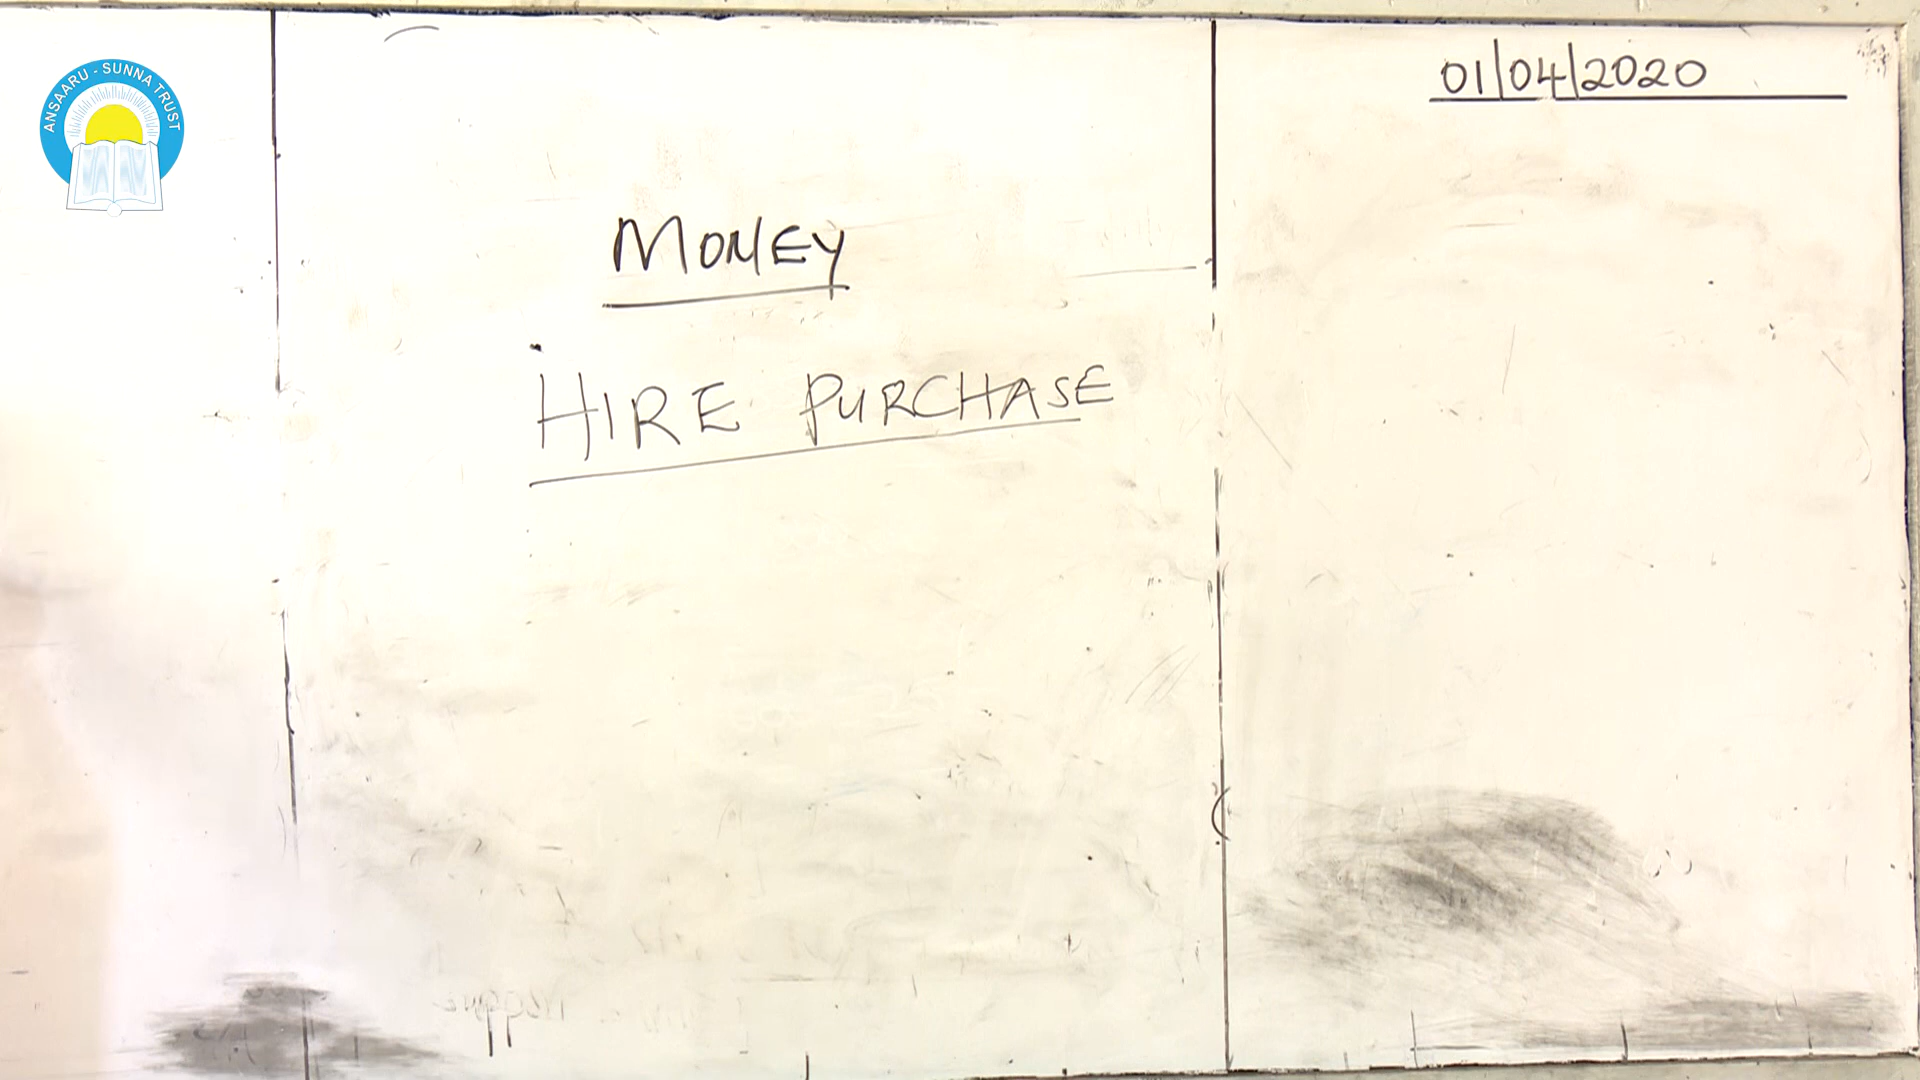 ANSAARU - SUNNA TRUST
01/04/2020
MONEY
HIRE PURCHASE